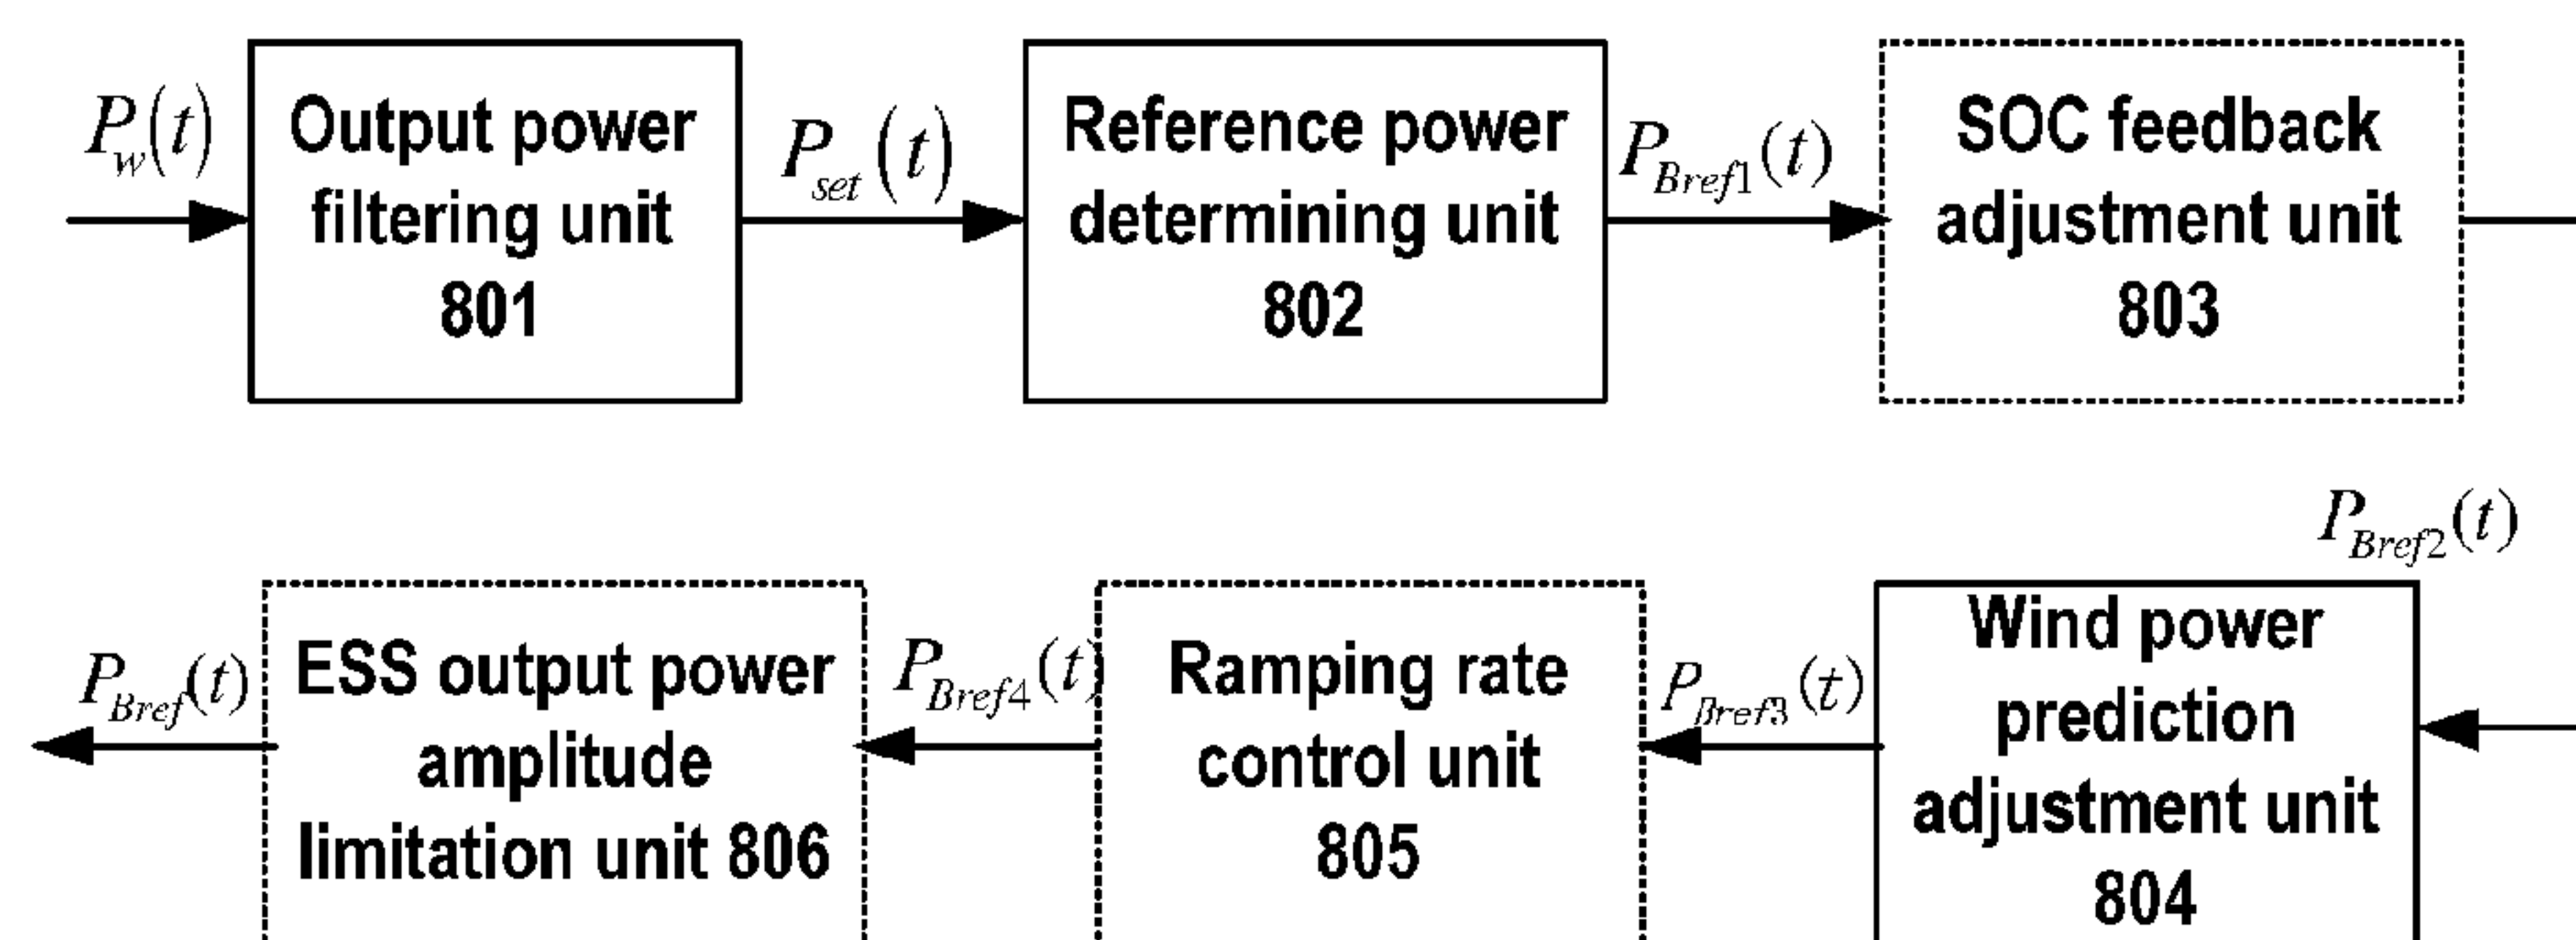 P_w(t)
Output power
filtering unit
801
P_set(t)
Reference power
determining unit
802
P_Bref1(t)
SOC feedback
adjustment unit
803
P_Bref2(t)
Wind power
prediction
adjustment unit
804
P_Bref3(t)
Ramping rate
control unit
805
P_Bref4(t)
ESS output power
amplitude
limitation unit 806
P_Bref(t)